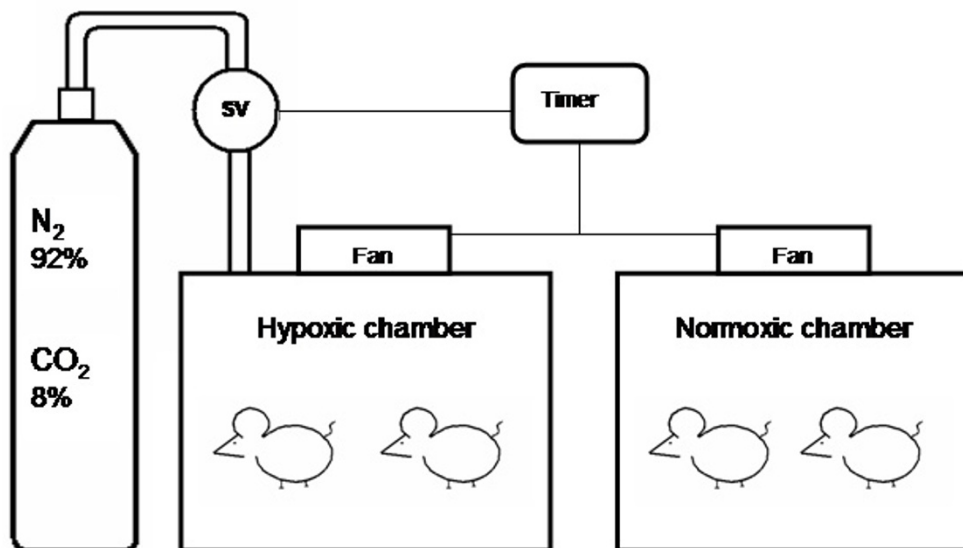 SV
Timer
N₂
92%
CO₂
8%
Fan
Fan
Hypoxic chamber
Normoxic chamber